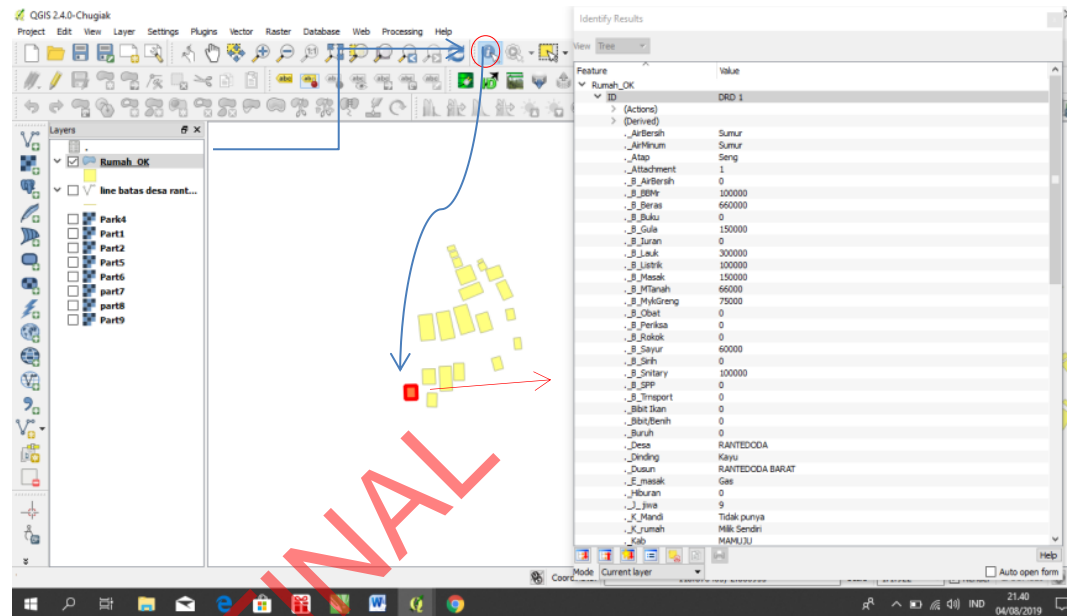 QGIS 2.4.0-Chugiak
Project Edit View Layer Settings Plugins Vector Raster Database Web Processing Help
Layers
Rumah_OK
line batas desa rant...
Park4
Part1
Part2
Part5
Part6
part7
part8
Part9
Identify Results
View Tree
Feature Value
Rumah_OK
ID DRD 1
(Actions)
(Derived)
._AirBersih Sumur
._AirMinum Sumur
._Atap Seng
._Attachment 1
._B_AirBersih 0
._B_BBMr 100000
._B_Beras 660000
._B_Buku 0
._B_Gula 150000
._B_Iuran 0
._B_Lauk 300000
._B_Listrik 100000
._B_Masak 150000
._B_MTanah 66000
._B_MykGreng 75000
._B_Obat 0
._B_Periksa 0
._B_Rokok 0
._B_Sayur 60000
._B_Sirih 0
._B_Snitary 100000
._B_SPP 0
._B_Trnsport 0
._Bibit Ikan 0
._Bibit/Benih 0
._Buruh 0
._Desa RANTEDODA
._Dinding Kayu
._Dusun RANTEDODA BARAT
._E_masak Gas
._Hiburan 0
._J_jiwa 9
._K_Mandi Tidak punya
._K_rumah Milik Sendiri
._Kab MAMUJU
Help
Mode Current layer
Auto open form
INAL
IND
21.40
04/08/2019